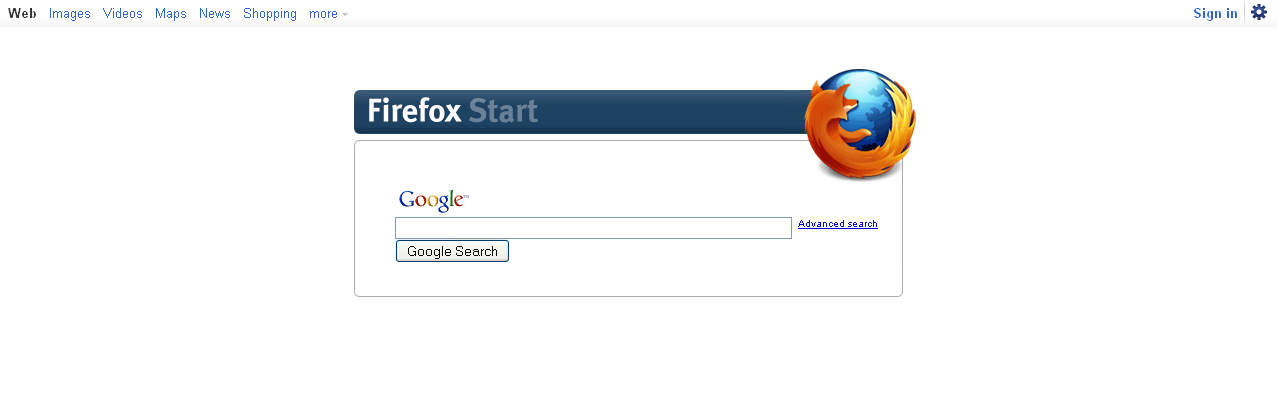 Web Images Videos Maps News Shopping more Sign in
Firefox Start
Google™
Advanced search
Google Search